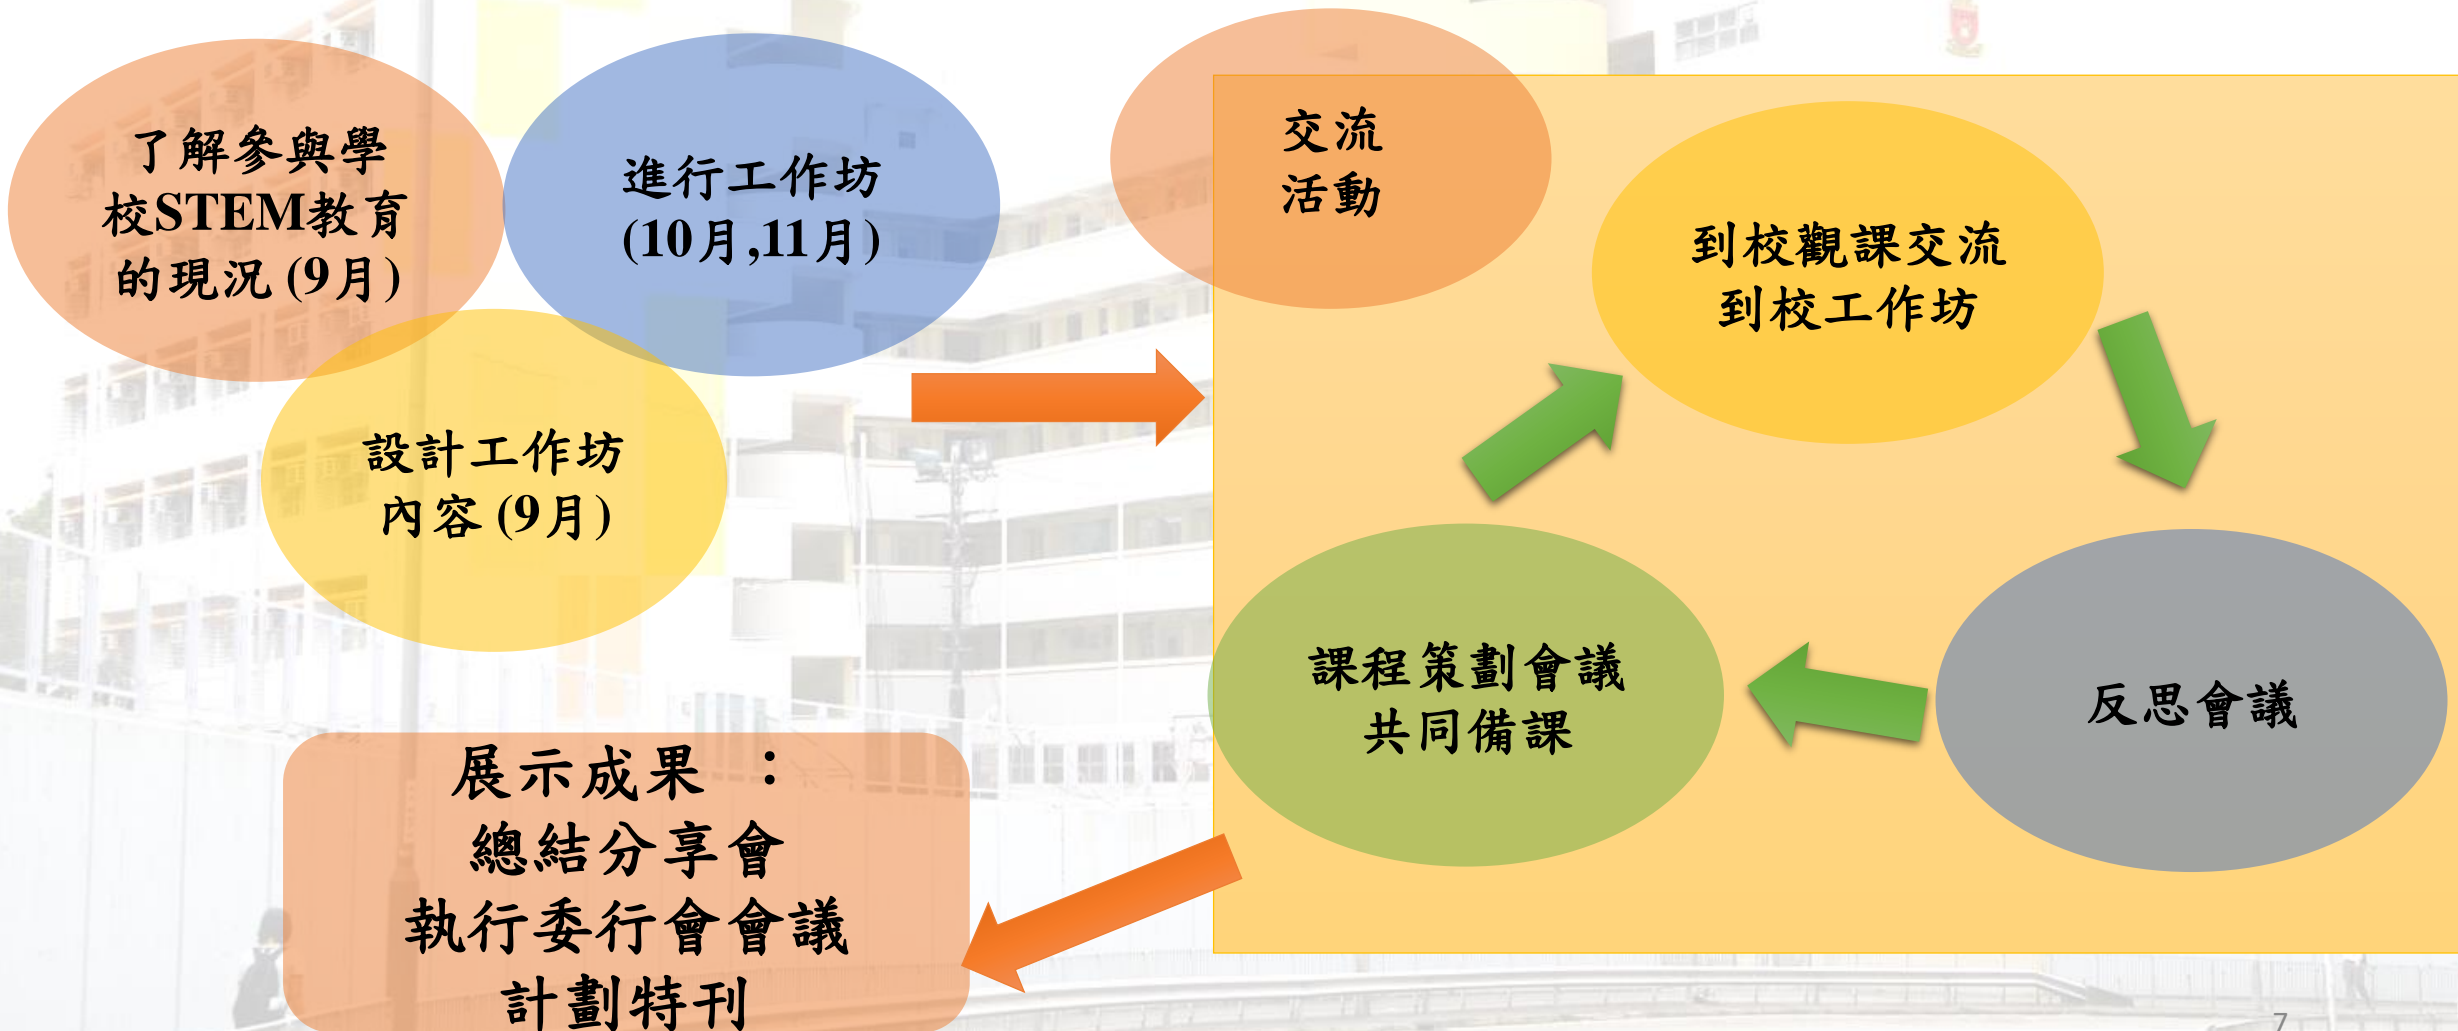 了解參與學
校STEM教育
的現況 (9月)
進行工作坊
(10月,11月)
設計工作坊
內容 (9月)
交流
活動
到校觀課交流
到校工作坊
反思會議
課程策劃會議
共同備課
展示成果 ：
總結分享會
執行委行會會議
計劃特刊
7